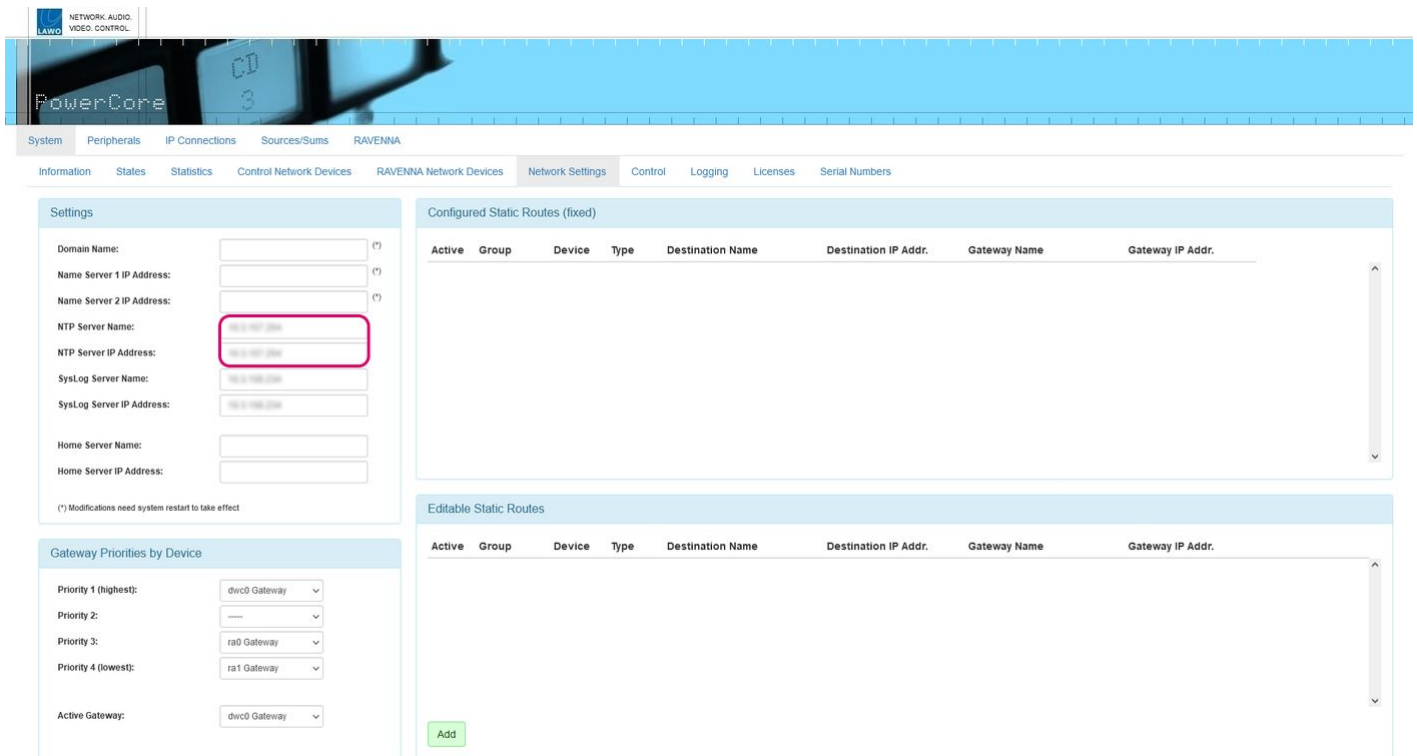 NETWORK. AUDIO.
VIDEO. CONTROL.
LAWO
CD
3
PowerCore
System Peripherals IP Connections Sources/Sums RAVENNA
Information States Statistics Control Network Devices RAVENNA Network Devices Network Settings Control Logging Licenses Serial Numbers
Settings
Domain Name: (*)
Name Server 1 IP Address: (*)
Name Server 2 IP Address: (*)
NTP Server Name:
NTP Server IP Address:
SysLog Server Name:
SysLog Server IP Address:
Home Server Name:
Home Server IP Address:
(*) Modifications need system restart to take effect
Gateway Priorities by Device
Priority 1 (highest): dwc0 Gateway
Priority 2: -----
Priority 3: ra0 Gateway
Priority 4 (lowest): ra1 Gateway
Active Gateway: dwc0 Gateway
Configured Static Routes (fixed)
Active Group Device Type Destination Name Destination IP Addr. Gateway Name Gateway IP Addr.
Editable Static Routes
Active Group Device Type Destination Name Destination IP Addr. Gateway Name Gateway IP Addr.
Add